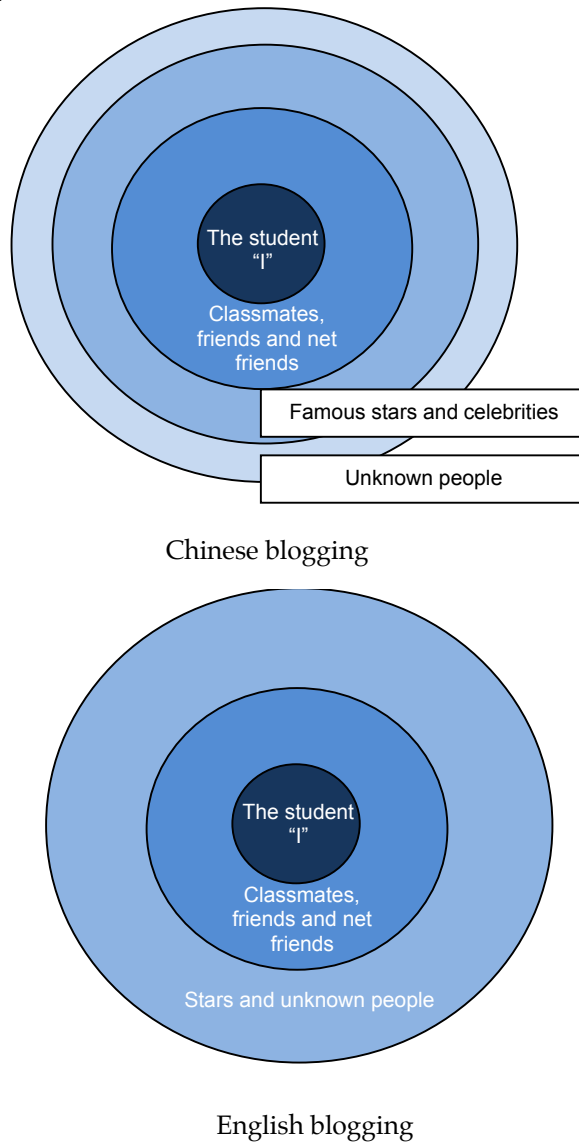 The student
“I”
Classmates,
friends and net
friends
Famous stars and celebrities
Unknown people
Chinese blogging
The student
“I”
Classmates,
friends and net
friends
Stars and unknown people
English blogging